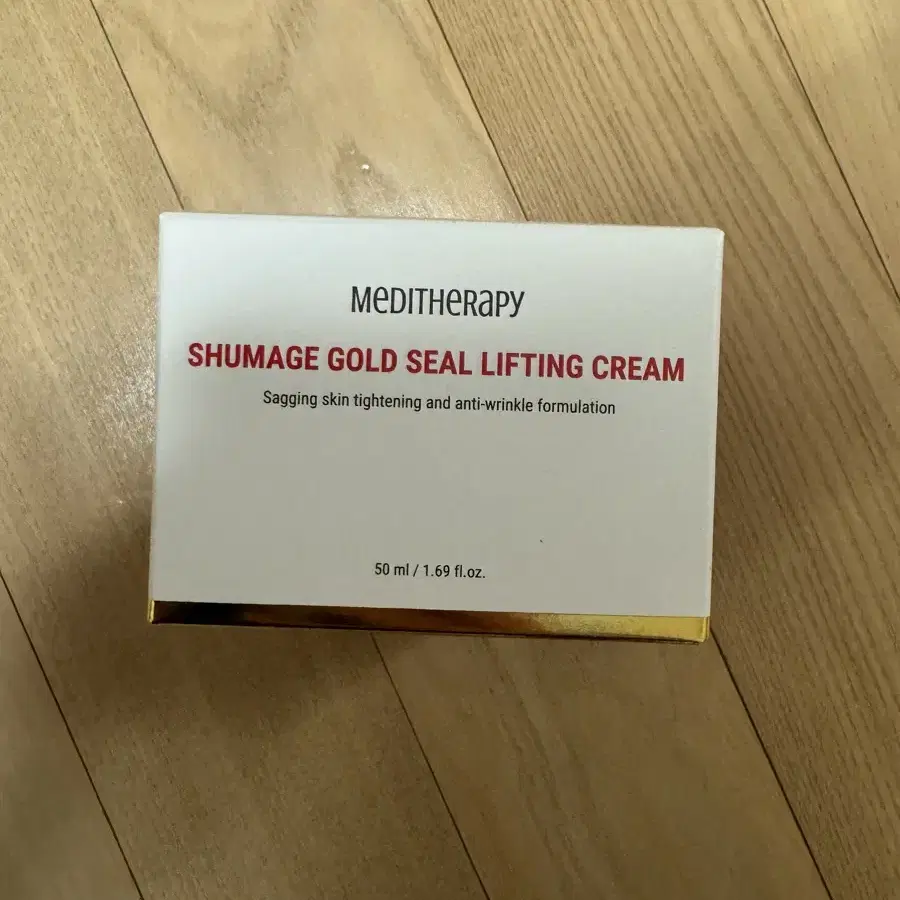 MEDITHERAPY
SHUMAGE GOLD SEAL LIFTING CREAM
Sagging skin tightening and anti-wrinkle formulation
50 ml / 1.69 fl.oz.